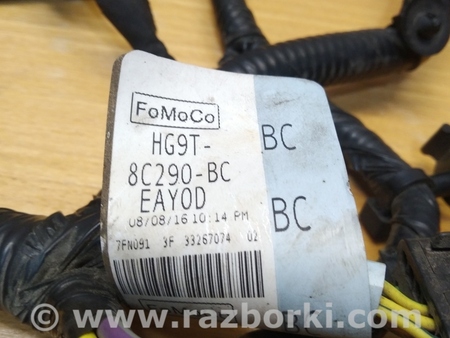 FoMoCo
HG9T-
8C290-BC
EAYOD
08/08/16 10:14 PM
7FN091 3F 33267074 02
BC
BC
www.razborki.com